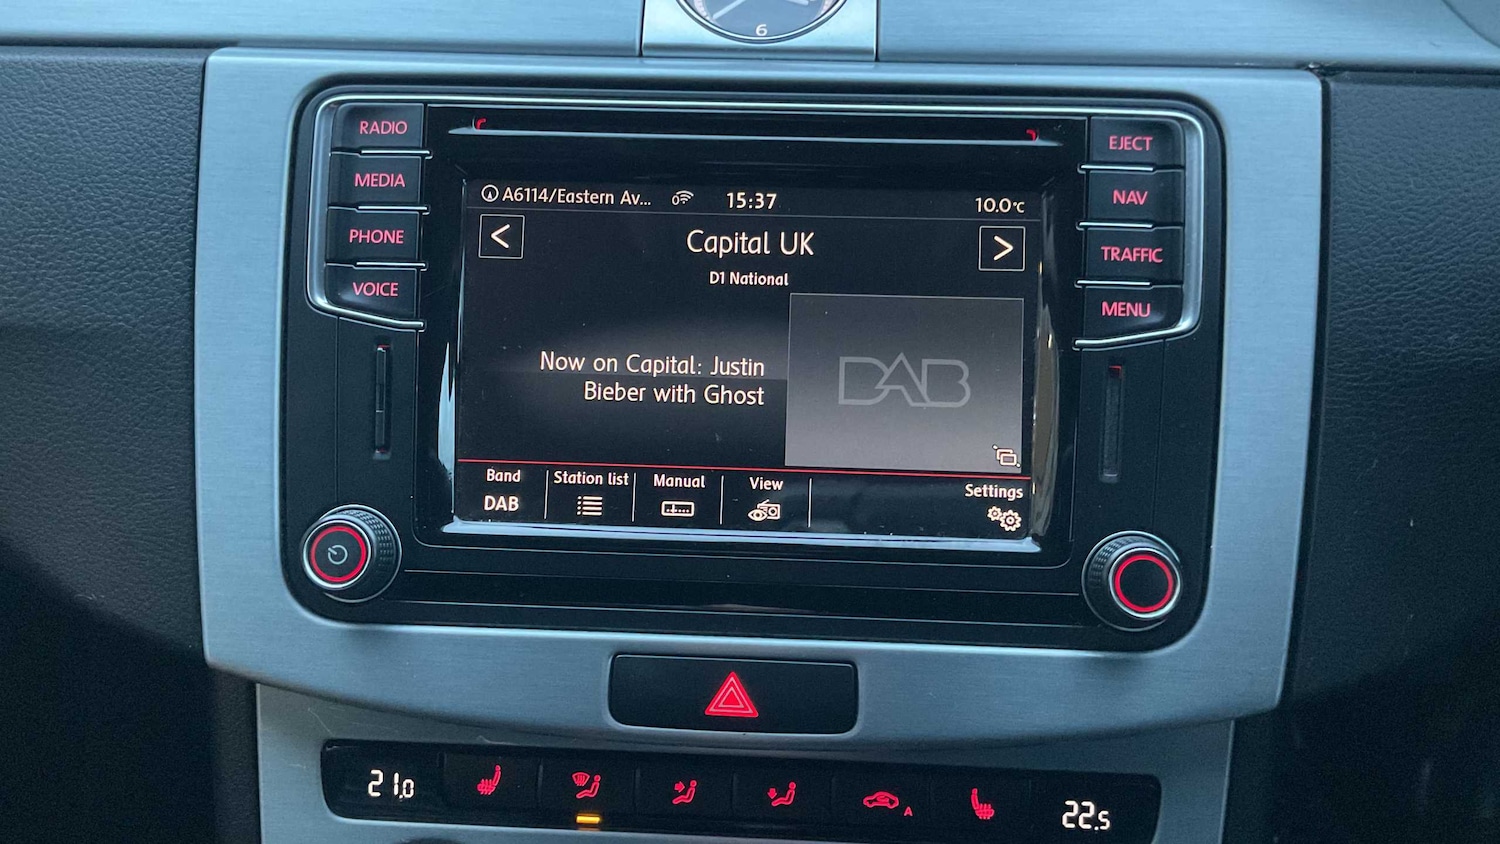 6
RADIO
MEDIA
PHONE
VOICE
EJECT
NAV
TRAFFIC
MENU
A6114/Eastern Av...
15:37
10.0°C
<
Capital UK
>
D1 National
Now on Capital: Justin
Bieber with Ghost
DAB
Band
DAB
Station list
Manual
View
Settings
21.0
A
22.5